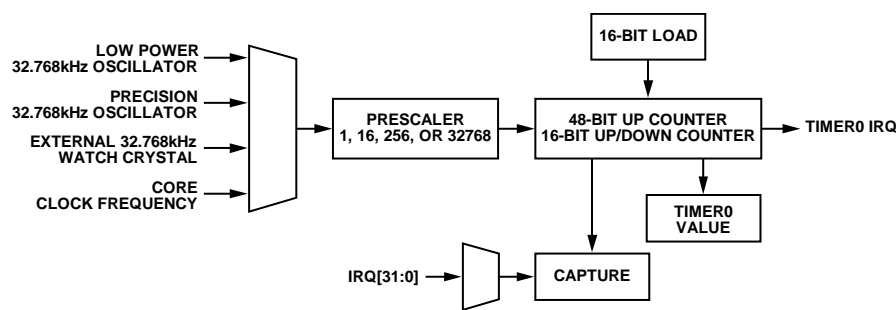 LOW POWER
32.768kHz OSCILLATOR
PRECISION
32.768kHz OSCILLATOR
EXTERNAL 32.768kHz
WATCH CRYSTAL
CORE
CLOCK FREQUENCY
PRESCALER
1, 16, 256, OR 32768
16-BIT LOAD
48-BIT UP COUNTER
16-BIT UP/DOWN COUNTER
TIMER0 IRQ
TIMER0
VALUE
IRQ[31:0]
CAPTURE